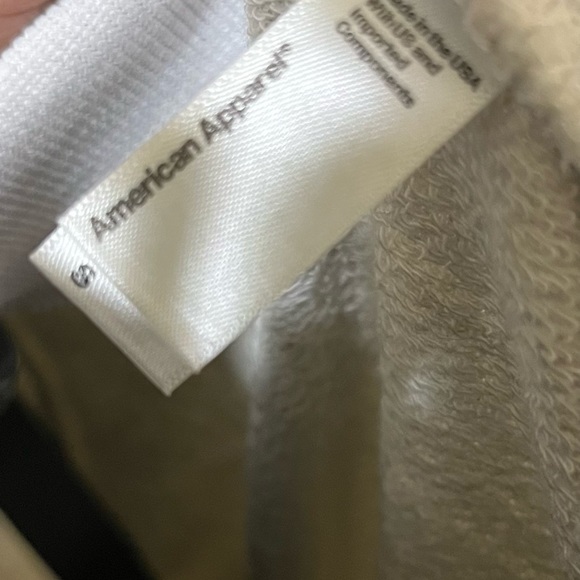 American Apparel®
Made in the USA
With US and
Imported
Components
S